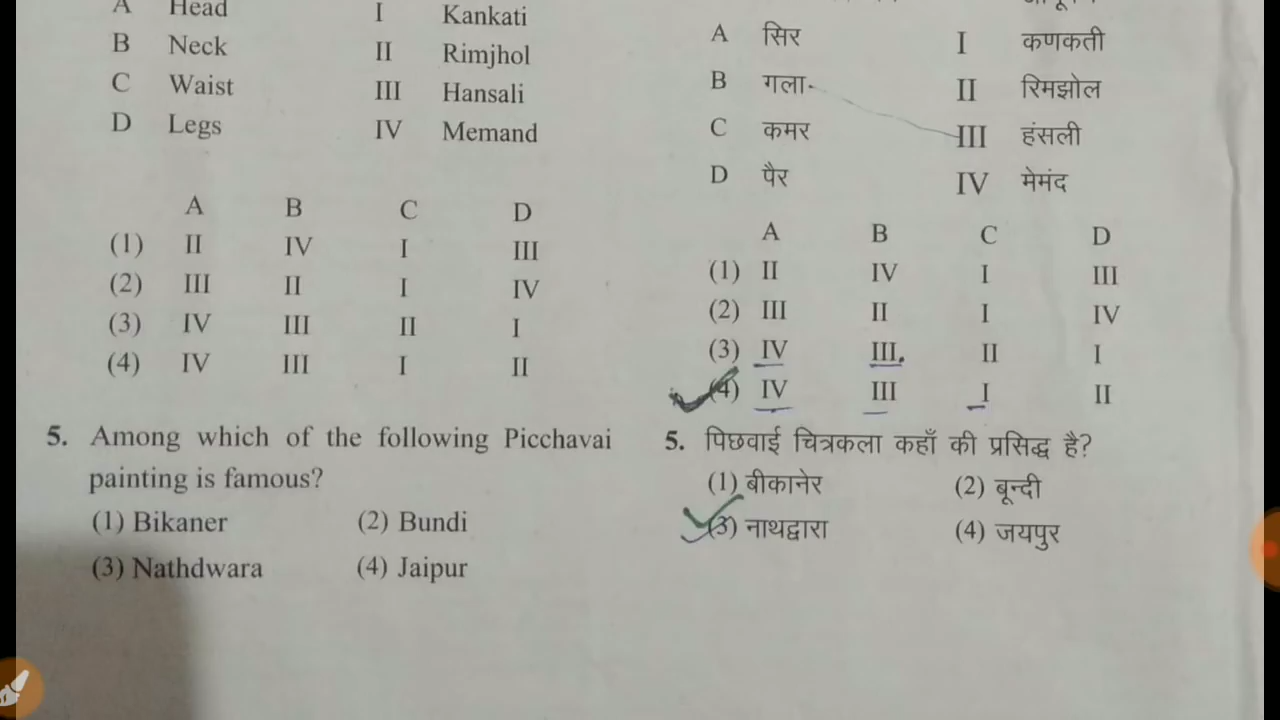 A Head I Kankati
B Neck II Rimjhol
C Waist III Hansali
D Legs IV Memand
A B C D
(1) II IV I III
(2) III II I IV
(3) IV III II I
(4) IV III I II
5. Among which of the following Picchavai
painting is famous?
(1) Bikaner (2) Bundi
(3) Nathdwara (4) Jaipur
A सिर I कणकती
B गला III रिमझोल
C कमर III हंसली
D पैर IV मेमंद
A B C D
(1) II IV I III
(2) III II I IV
(3) IV III. II I
(4) IV III I II
5. पिछवाई चित्रकला कहाँ की प्रसिद्ध है?
(1) बीकानेर (2) बून्दी
(3) नाथद्वारा (4) जयपुर